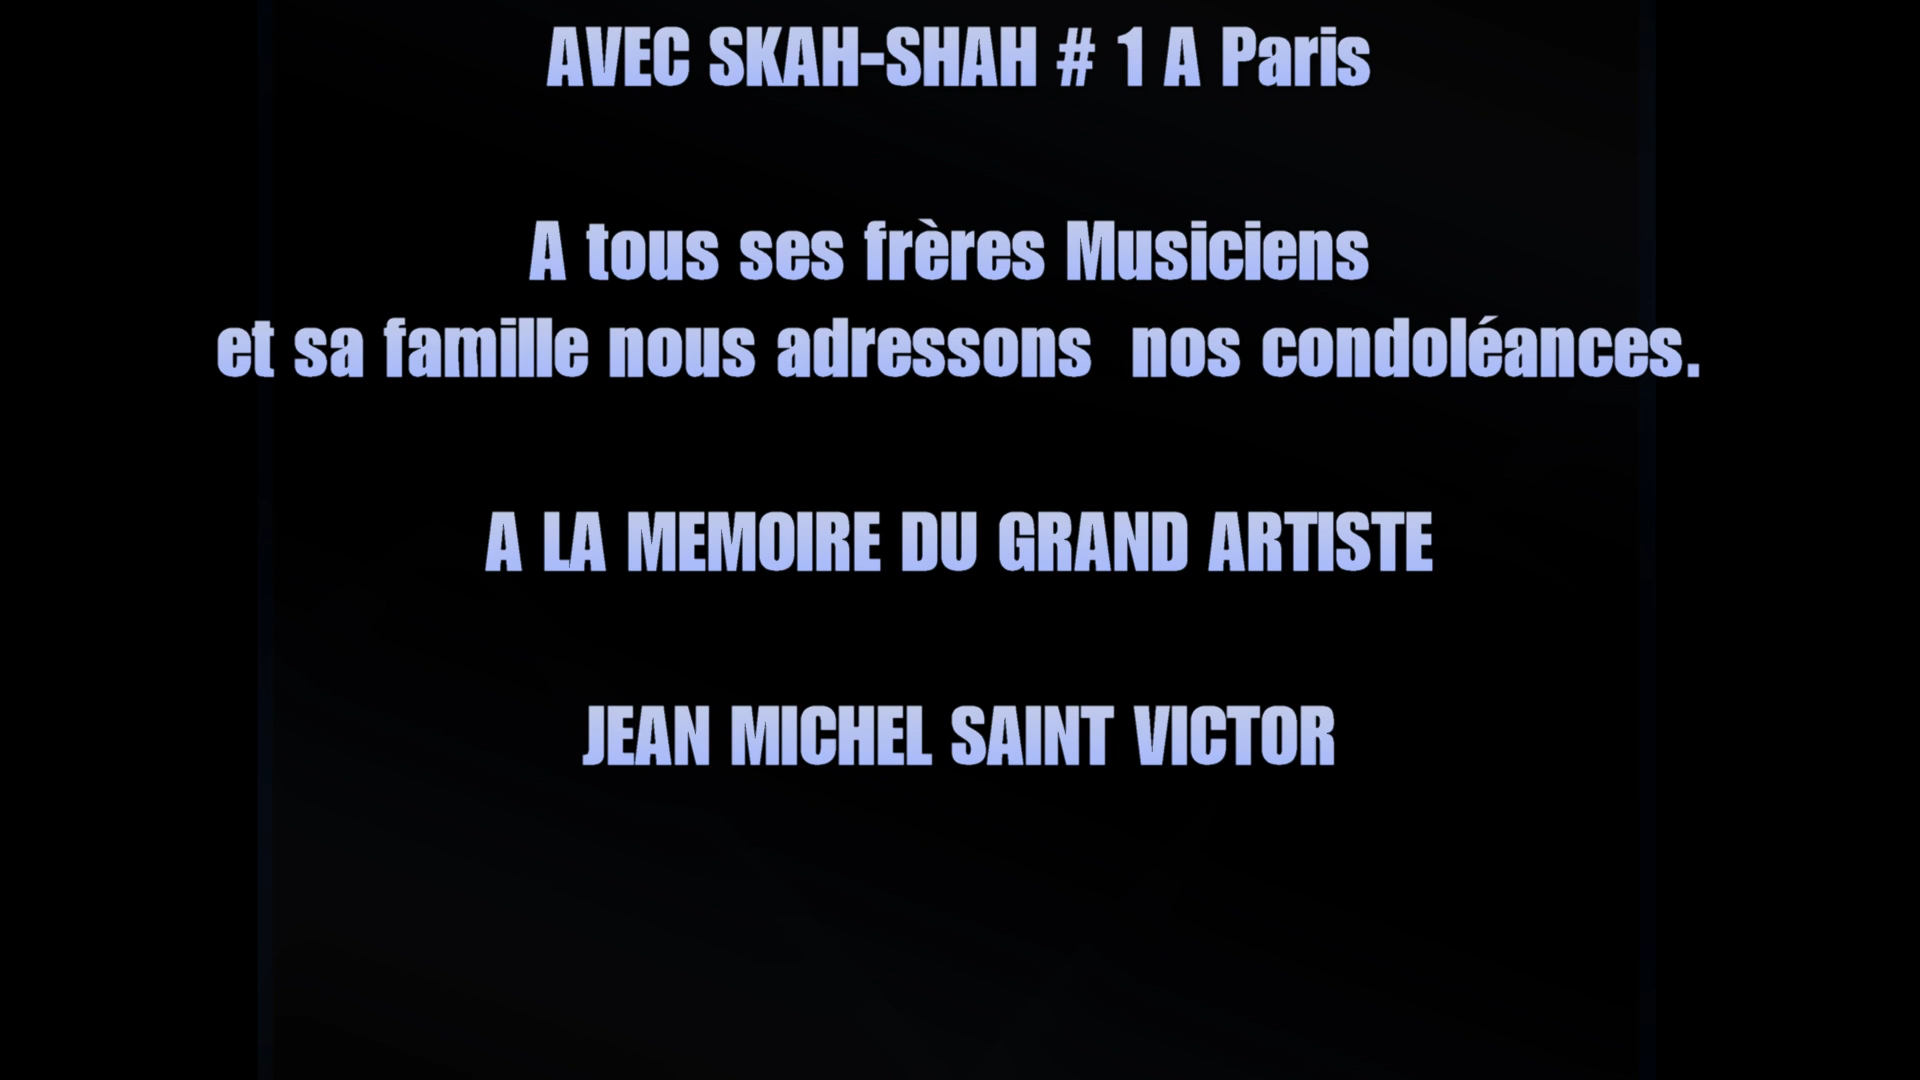 AVEC SKAH-SHAH # 1 A Paris
A tous ses frères Musiciens
et sa famille nous adressons  nos condoléances.
A LA MEMOIRE DU GRAND ARTISTE
JEAN MICHEL SAINT VICTOR